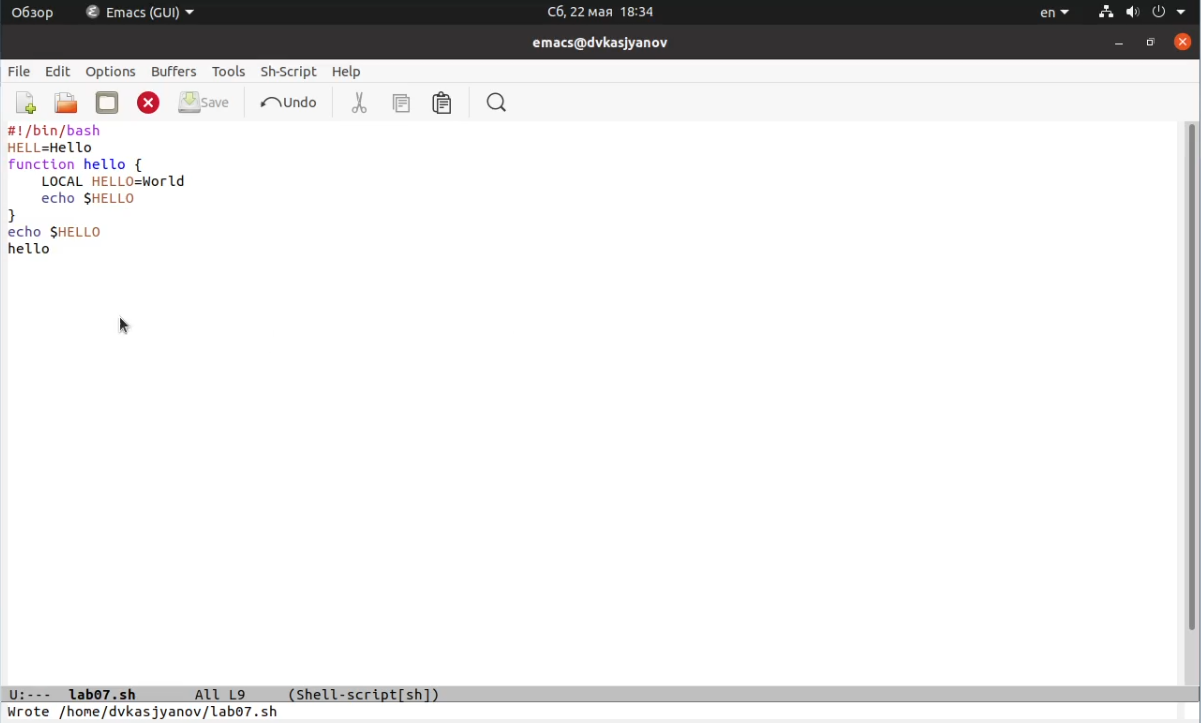 Обзор Emacs (GUI) Сб, 22 мая 18:34 en
emacs@dvkasjyanov
File Edit Options Buffers Tools Sh-Script Help
Save Undo
#!/bin/bash
HELL=Hello
function hello {
    LOCAL HELLO=World
    echo $HELLO
}
echo $HELLO
hello
U:--- lab07.sh All L9 (Shell-script[sh])
Wrote /home/dvkasjyanov/lab07.sh